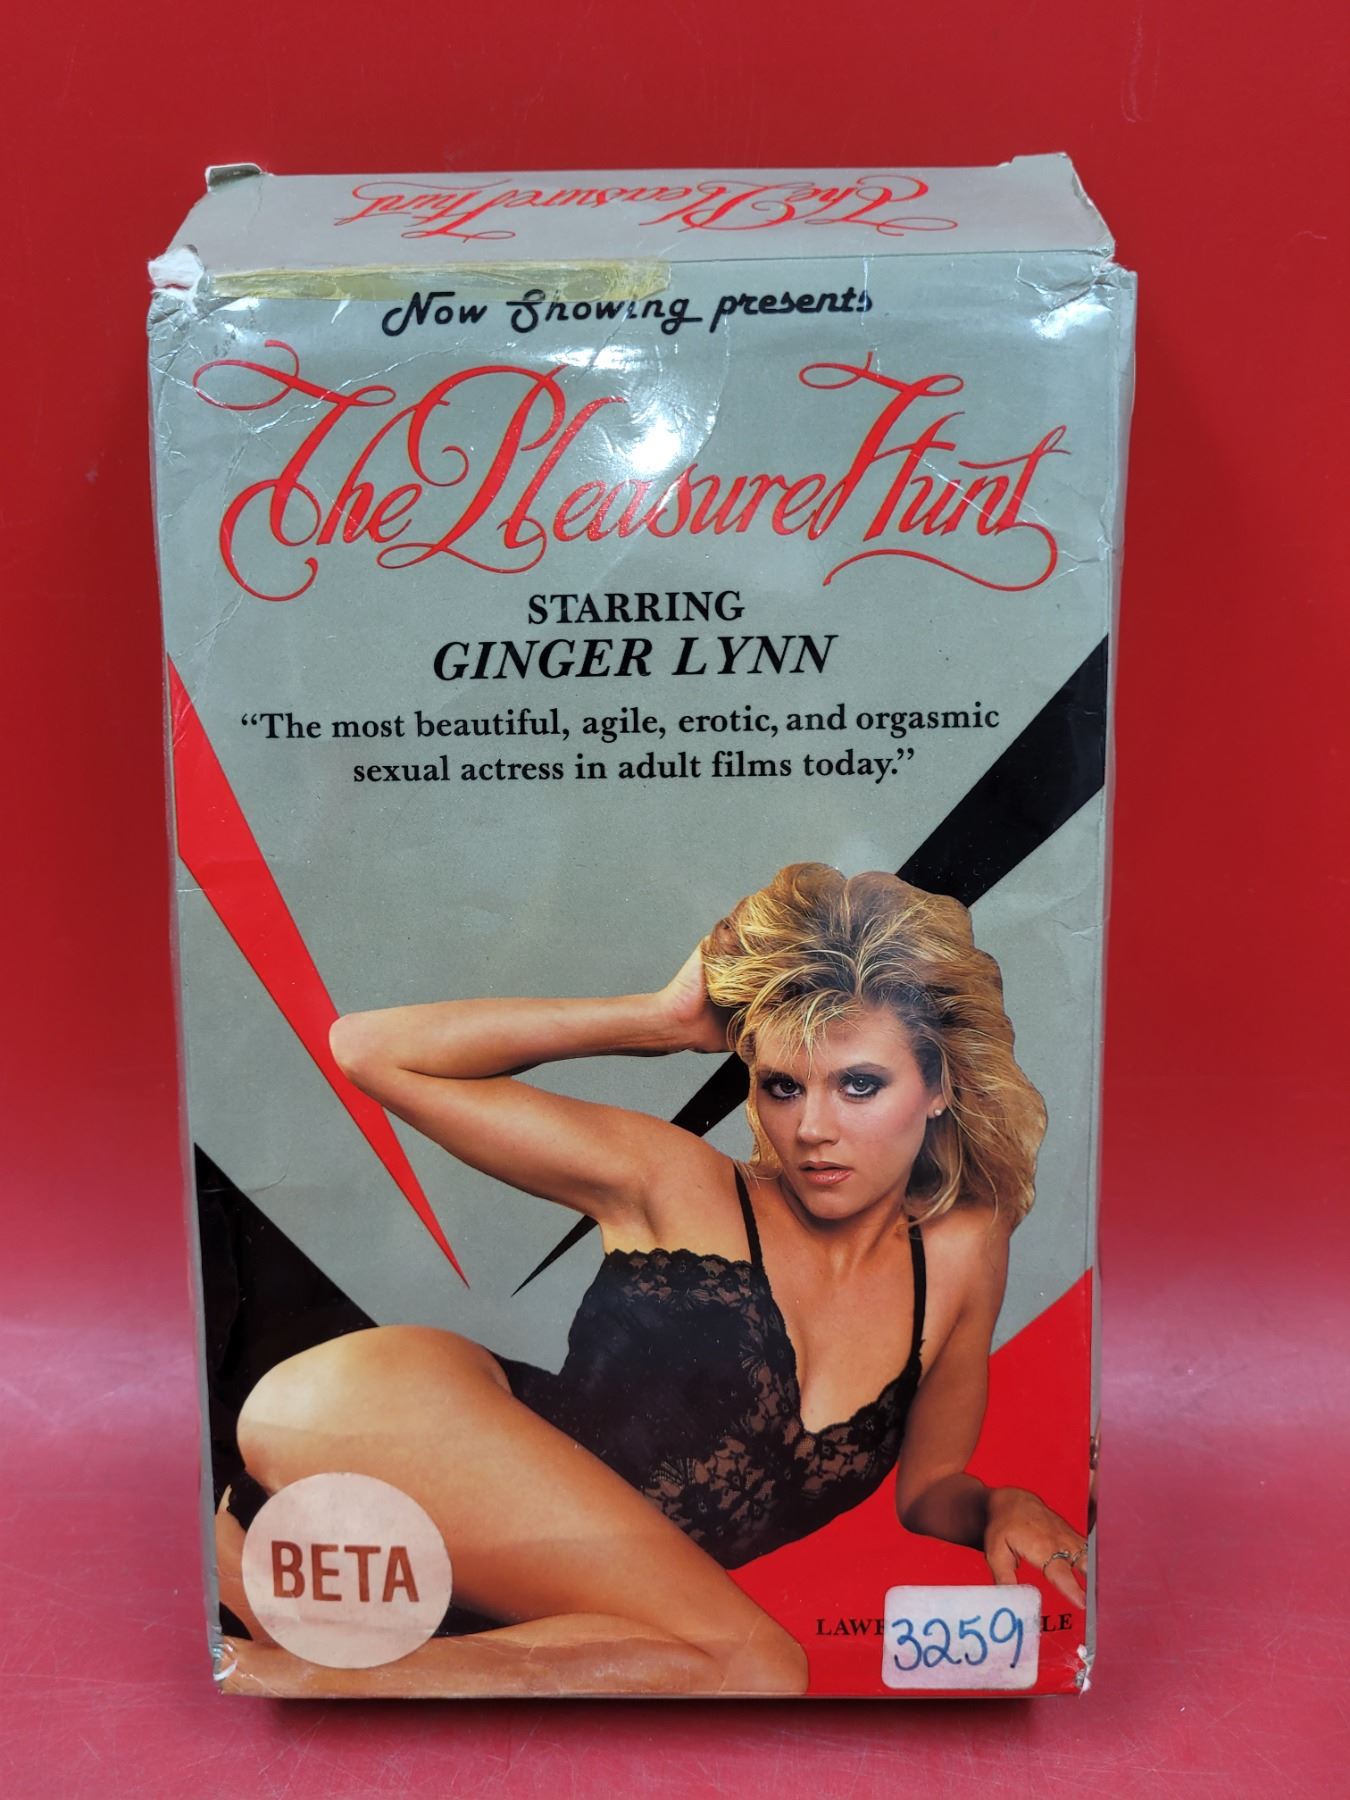 The Pleasure Hunt
Now Showing presents
The Pleasure Hunt
STARRING
GINGER LYNN
“The most beautiful, agile, erotic, and orgasmic
sexual actress in adult films today.”
BETA
3259